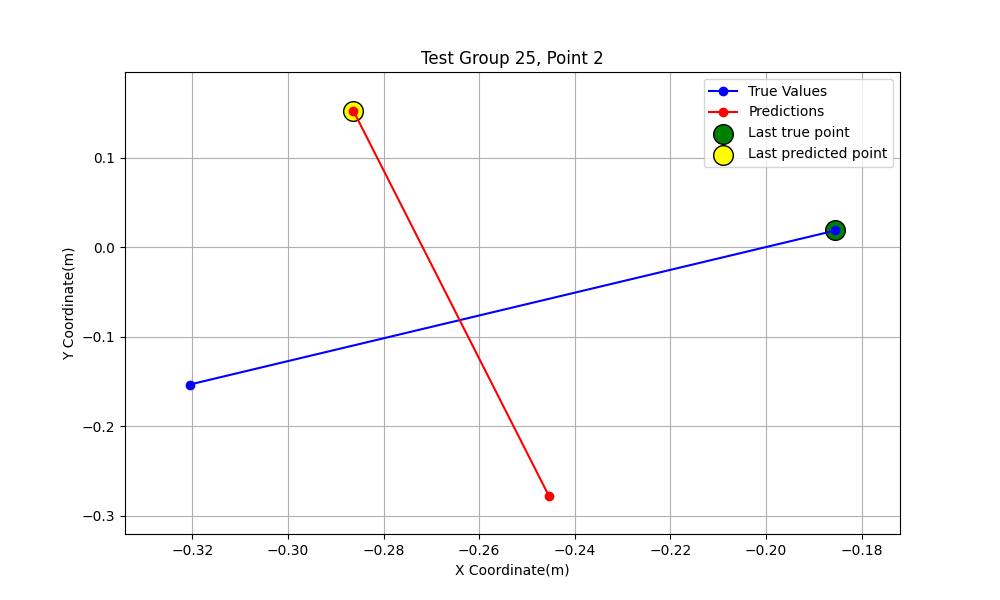 Test Group 25, Point 2
True Values
Predictions
Last true point
Last predicted point
Y Coordinate(m)
0.1
0.0
−0.1
−0.2
−0.3
−0.32 −0.30 −0.28 −0.26 −0.24 −0.22 −0.20 −0.18
X Coordinate(m)